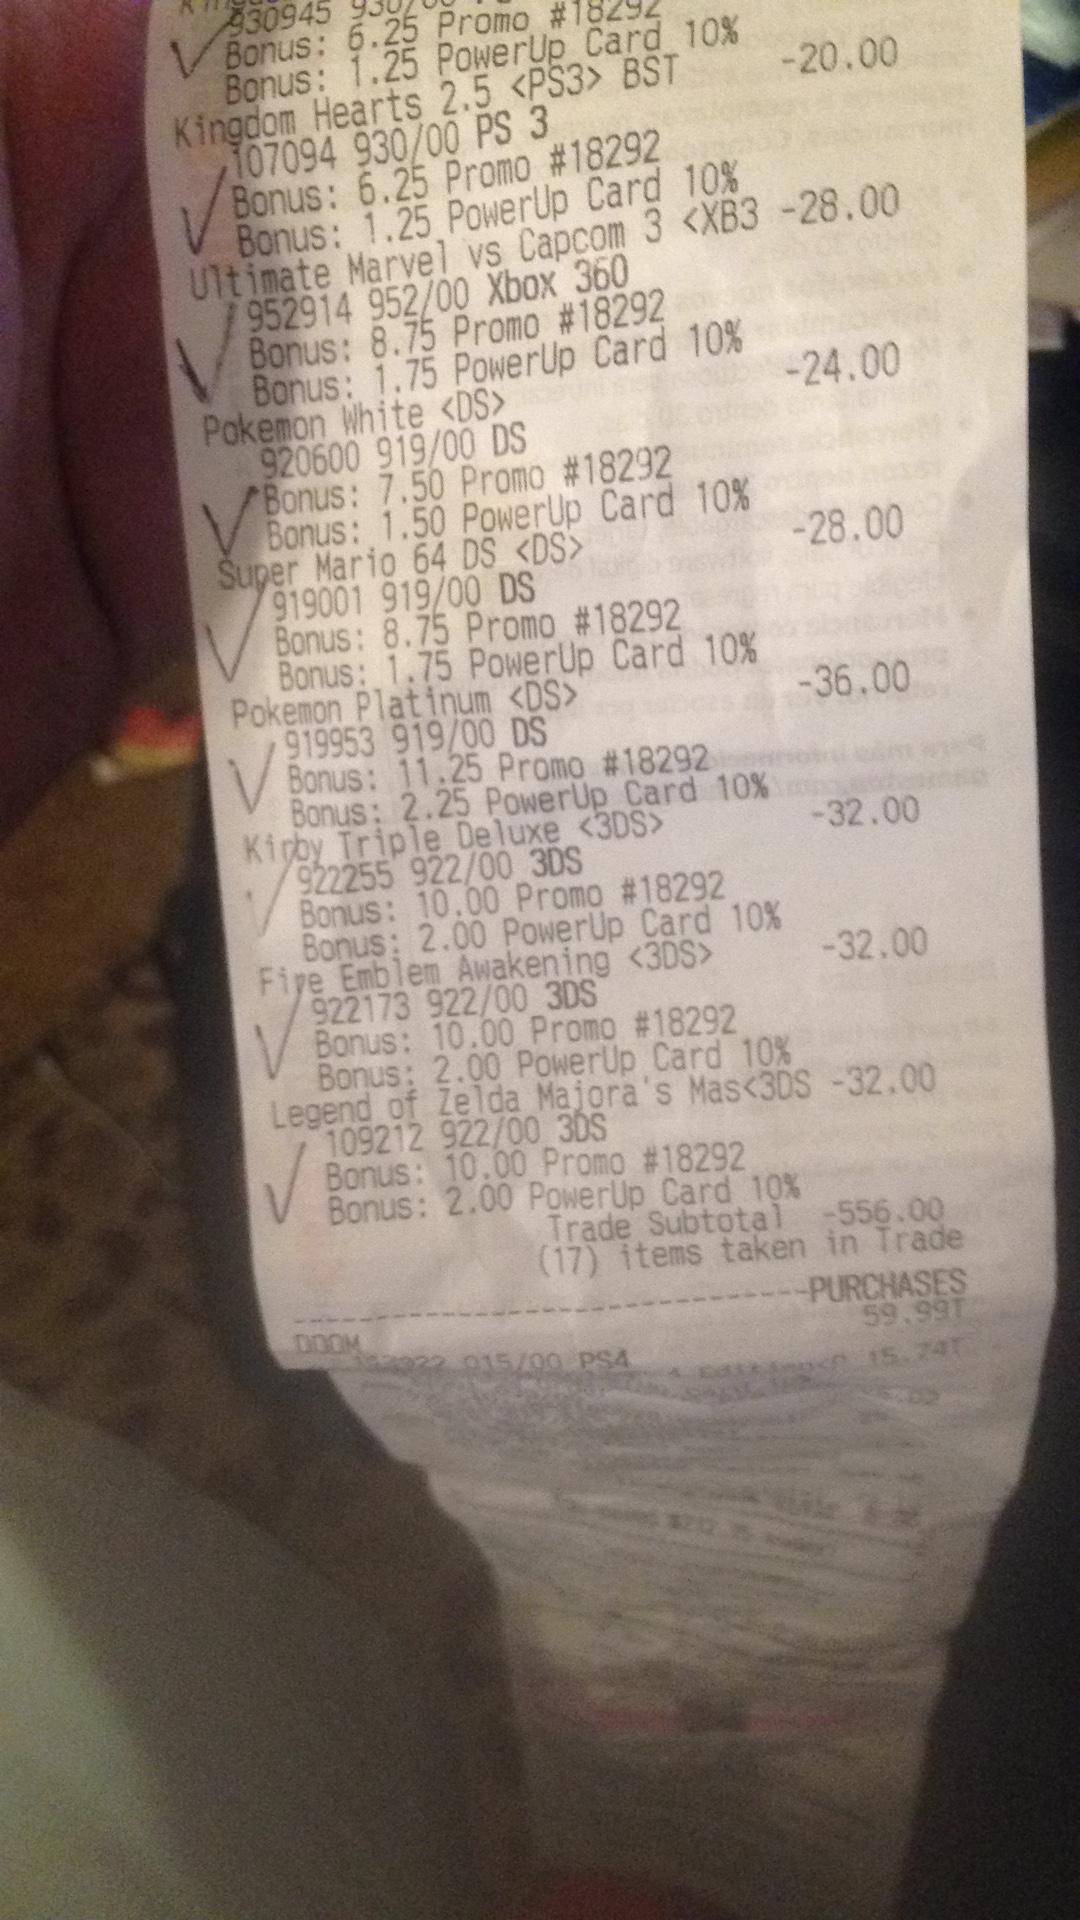 930945
Bonus: 6.25 Promo #18292
Bonus: 1.25 PowerUp Card 10%
Kingdom Hearts 2.5 <PS3> BST -20.00
107094 930/00 PS 3
Bonus: 6.25 Promo #18292
Bonus: 1.25 PowerUp Card 10%
Ultimate Marvel vs Capcom 3 <XB3 -28.00
952914 952/00 Xbox 360
Bonus: 8.75 Promo #18292
Bonus: 1.75 PowerUp Card 10%
Pokemon White <DS> -24.00
920600 919/00 DS
Bonus: 7.50 Promo #18292
Bonus: 1.50 PowerUp Card 10%
Super Mario 64 DS <DS> -28.00
919001 919/00 DS
Bonus: 8.75 Promo #18292
Bonus: 1.75 PowerUp Card 10%
Pokemon Platinum <DS> -36.00
919953 919/00 DS
Bonus: 11.25 Promo #18292
Bonus: 2.25 PowerUp Card 10%
Kirby Triple Deluxe <3DS> -32.00
922255 922/00 3DS
Bonus: 10.00 Promo #18292
Bonus: 2.00 PowerUp Card 10%
Fire Emblem Awakening <3DS> -32.00
922173 922/00 3DS
Bonus: 10.00 Promo #18292
Bonus: 2.00 PowerUp Card 10%
Legend of Zelda Majora's Mas<3DS -32.00
109212 922/00 3DS
Bonus: 10.00 Promo #18292
Bonus: 2.00 PowerUp Card 10%
Trade Subtotal -556.00
(17) items taken in Trade
PURCHASES
DOOM 59.99T
015/00 PS4
15.74T